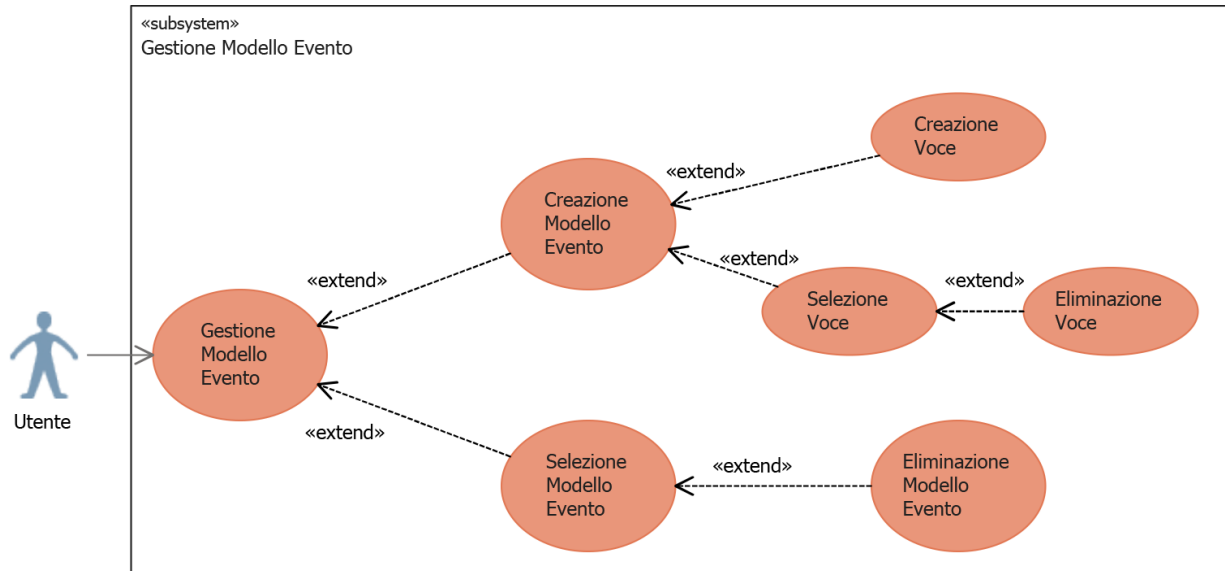 «subsystem»
Gestione Modello Evento
Creazione
Voce
«extend»
Creazione
Modello
Evento
«extend»
«extend»
Selezione
Voce
«extend»
Eliminazione
Voce
Gestione
Modello
Evento
Utente
«extend»
Selezione
Modello
Evento
«extend»
Eliminazione
Modello
Evento